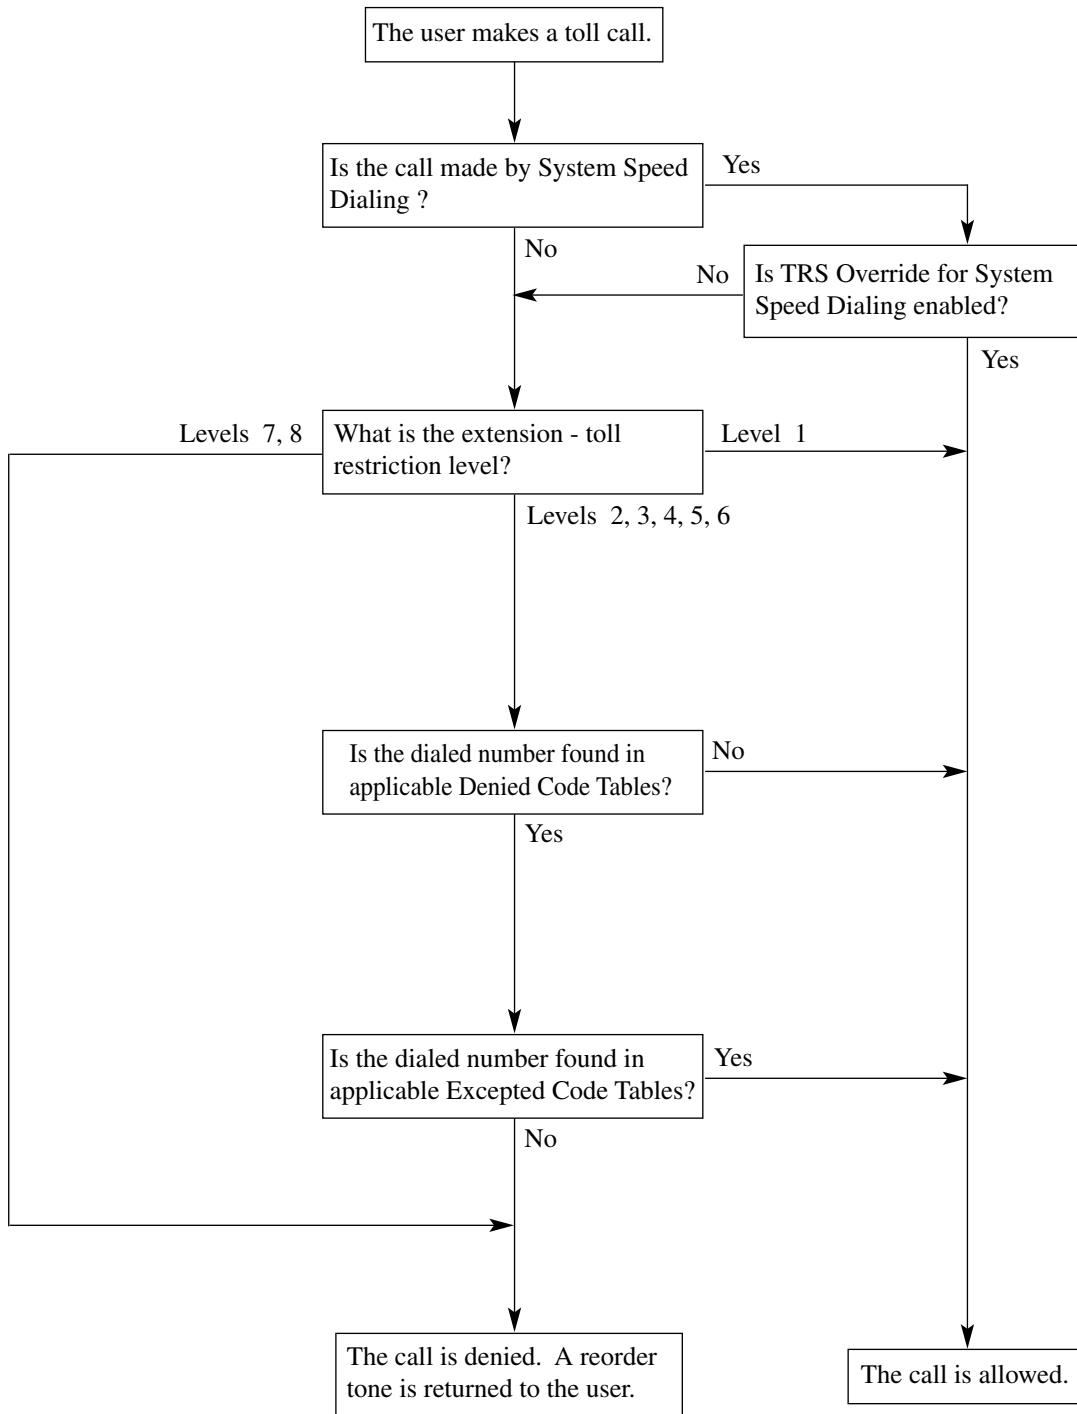 The user makes a toll call.
Is the call made by System Speed
Dialing ?
Yes
No
Is TRS Override for System
Speed Dialing enabled?
No
Yes
What is the extension - toll
restriction level?
Levels 7, 8
Level 1
Levels 2, 3, 4, 5, 6
Is the dialed number found in
applicable Denied Code Tables?
No
Yes
Is the dialed number found in
applicable Excepted Code Tables?
Yes
No
The call is denied. A reorder
tone is returned to the user.
The call is allowed.